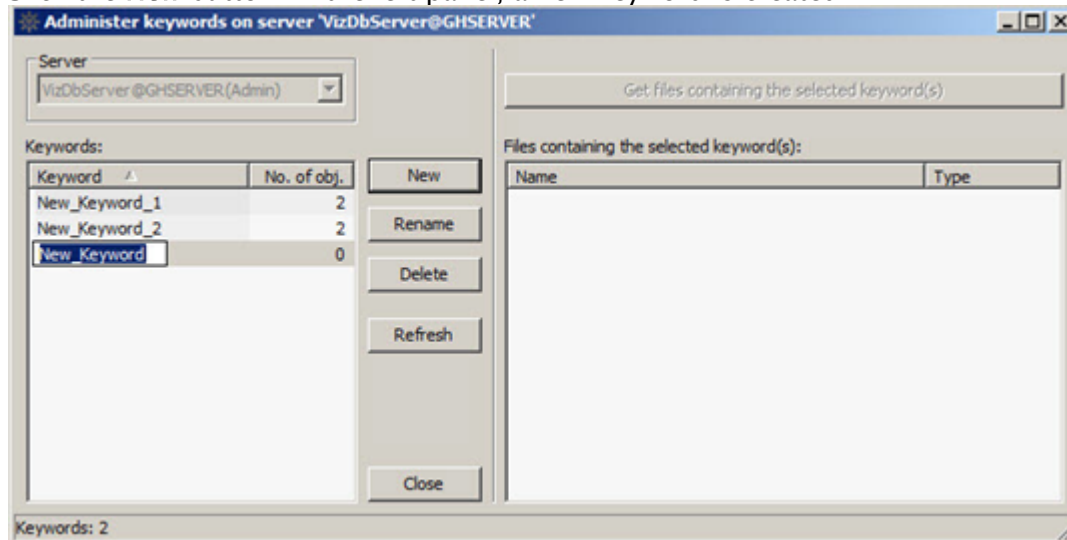 Administer keywords on server 'VizDbServer@GHSERVER'
Server
VizDbServer@GHSERVER(Admin)
Get files containing the selected keyword(s)
Keywords:
Files containing the selected keyword(s):
Keyword No. of obj.
New
Name Type
New_Keyword_1 2
New_Keyword_2 2
Rename
New_Keyword 0
Delete
Refresh
Close
Keywords: 2